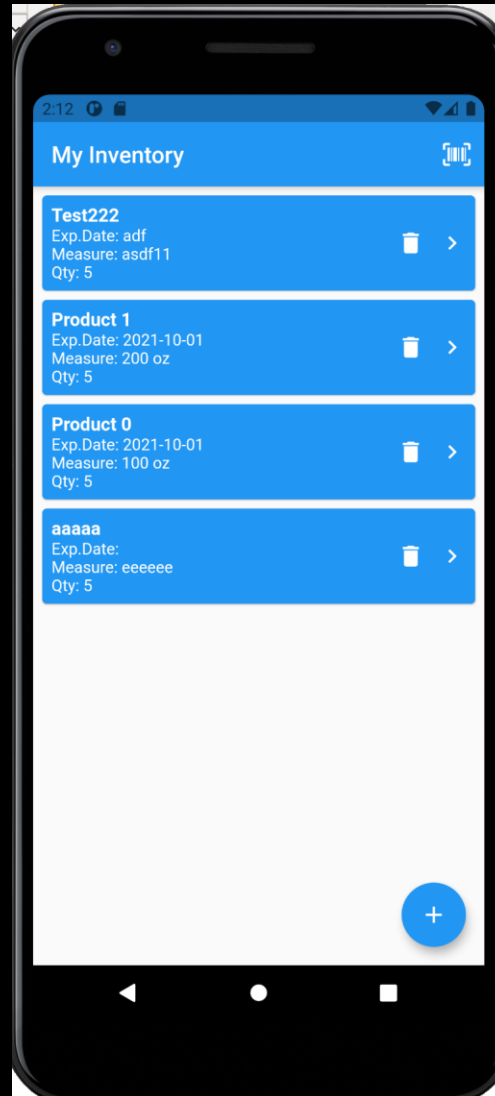 2:12
My Inventory
Test222
Exp.Date: adf
Measure: asdf11
Qty: 5
Product 1
Exp.Date: 2021-10-01
Measure: 200 oz
Qty: 5
Product 0
Exp.Date: 2021-10-01
Measure: 100 oz
Qty: 5
aaaaa
Exp.Date:
Measure: eeeeee
Qty: 5